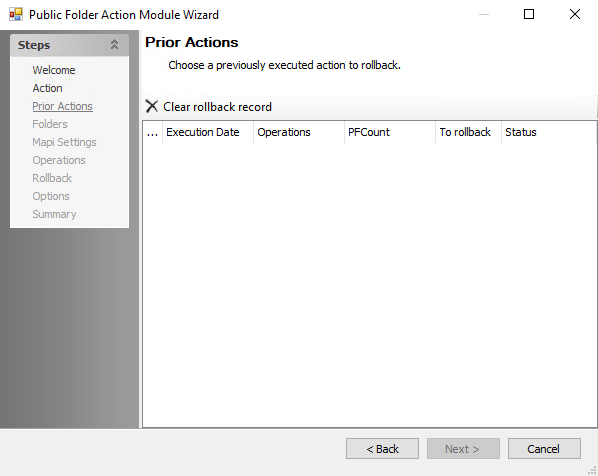 Public Folder Action Module Wizard
Steps
Welcome
Action
Prior Actions
Folders
Mapi Settings
Operations
Rollback
Options
Summary
Prior Actions
Choose a previously executed action to rollback.
Clear rollback record
... Execution Date Operations PFCount To rollback Status
< Back Next > Cancel